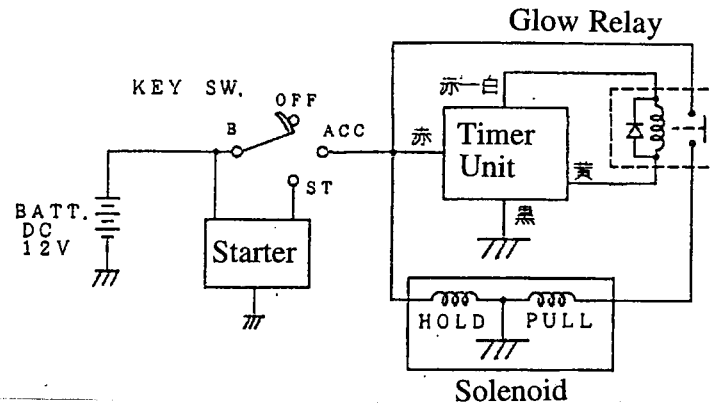 Glow Relay
赤一白
KEY SW.
OFF
B
ACC
赤
Timer
Unit
黄
ST
黒
BATT.
DC
12V
Starter
HOLD
PULL
Solenoid